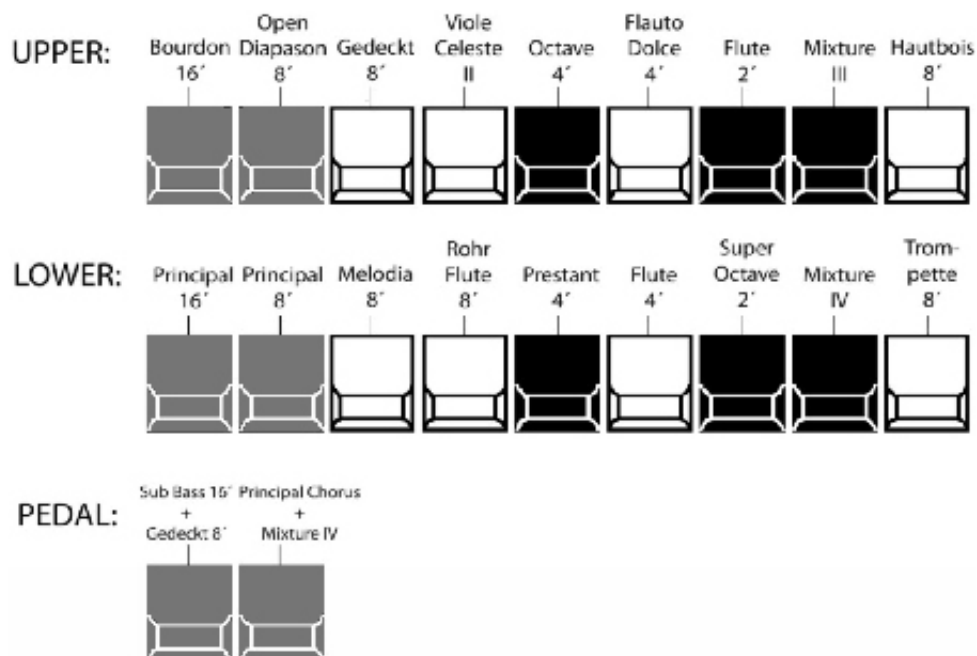 UPPER:
Bourdon 16´
Open Diapason 8´
Gedeckt 8´
Viole Celeste II
Octave 4´
Flauto Dolce 4´
Flute 2´
Mixture III
Hautbois 8´
LOWER:
Principal 16´
Principal 8´
Melodia 8´
Rohr Flute 8´
Prestant 4´
Flute 4´
Super Octave 2´
Mixture IV
Trom-
pette 8´
PEDAL:
Sub Bass 16´ + Gedeckt 8´
Principal Chorus + Mixture IV